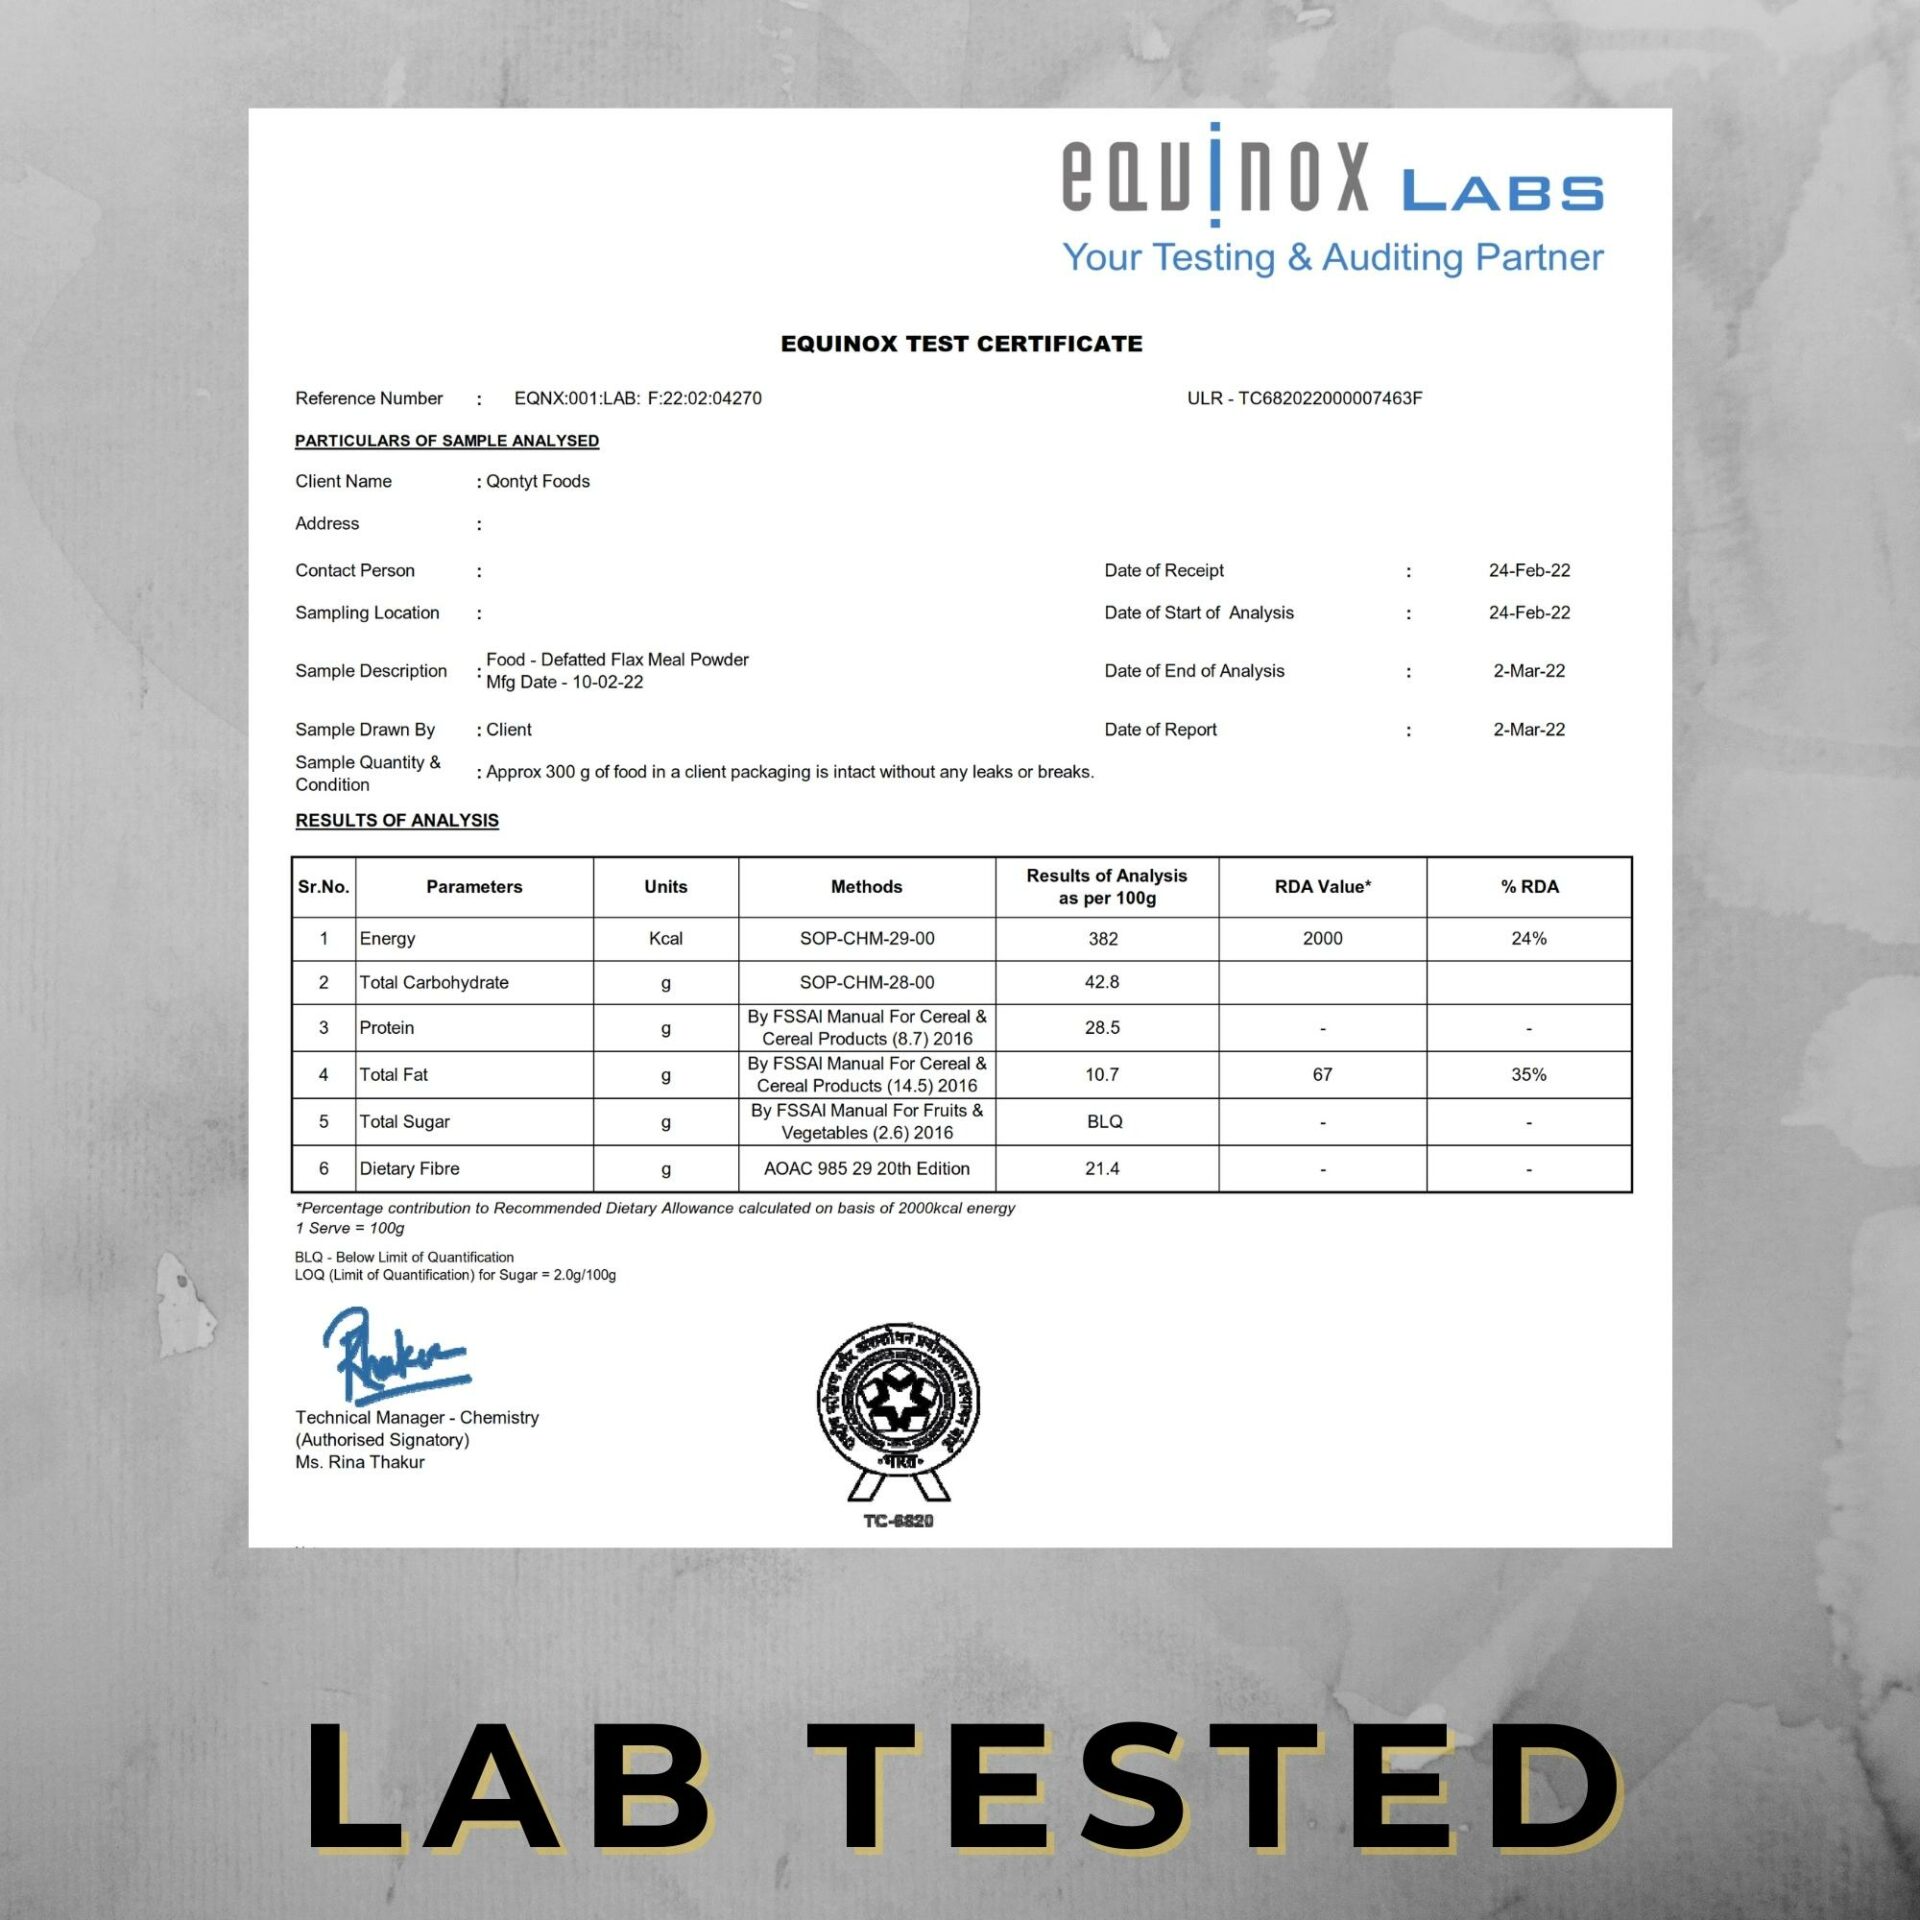 equinox LABS
Your Testing & Auditing Partner
EQUINOX TEST CERTIFICATE
Reference Number : EQNX:001:LAB: F:22:02:04270 ULR - TC682022000007463F
PARTICULARS OF SAMPLE ANALYSED
Client Name : Qontyt Foods
Address :
Contact Person : Date of Receipt : 24-Feb-22
Sampling Location : Date of Start of Analysis : 24-Feb-22
Sample Description : Food - Defatted Flax Meal Powder
Mfg Date - 10-02-22 Date of End of Analysis : 2-Mar-22
Sample Drawn By : Client Date of Report : 2-Mar-22
Sample Quantity &
Condition : Approx 300 g of food in a client packaging is intact without any leaks or breaks.
RESULTS OF ANALYSIS
Sr.No. Parameters Units Methods Results of Analysis as per 100g RDA Value* % RDA
1 Energy Kcal SOP-CHM-29-00 382 2000 24%
2 Total Carbohydrate g SOP-CHM-28-00 42.8
3 Protein g By FSSAI Manual For Cereal & Cereal Products (8.7) 2016 28.5 - -
4 Total Fat g By FSSAI Manual For Cereal & Cereal Products (14.5) 2016 10.7 67 35%
5 Total Sugar g By FSSAI Manual For Fruits & Vegetables (2.6) 2016 BLQ - -
6 Dietary Fibre g AOAC 985 29 20th Edition 21.4 - -
*Percentage contribution to Recommended Dietary Allowance calculated on basis of 2000kcal energy
1 Serve = 100g
BLQ - Below Limit of Quantification
LOQ (Limit of Quantification) for Sugar = 2.0g/100g
RThakur
Technical Manager - Chemistry
(Authorised Signatory)
Ms. Rina Thakur
भारत
TC-6820
LAB TESTED